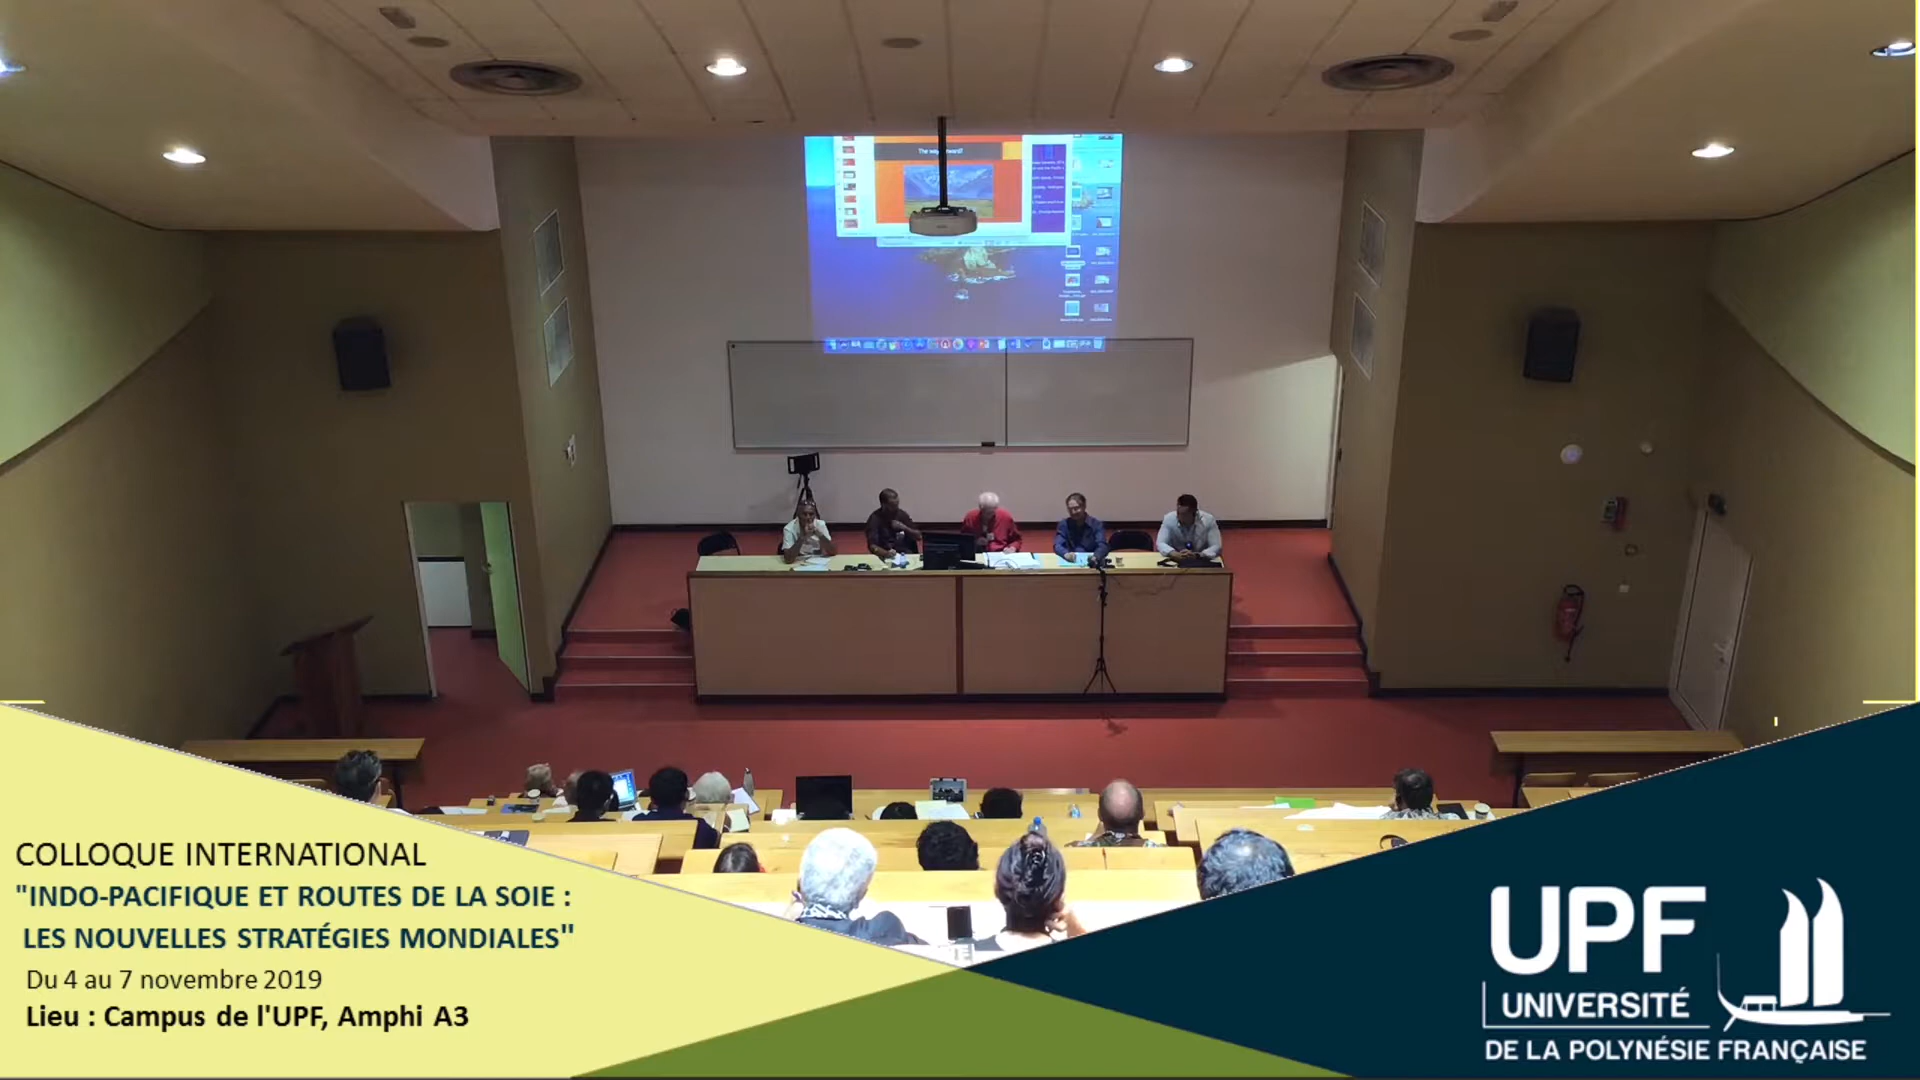 COLLOQUE INTERNATIONAL
"INDO-PACIFIQUE ET ROUTES DE LA SOIE :
LES NOUVELLES STRATÉGIES MONDIALES"
Du 4 au 7 novembre 2019
Lieu : Campus de l'UPF, Amphi A3
UPF
UNIVERSITÉ
DE LA POLYNÉSIE FRANÇAISE